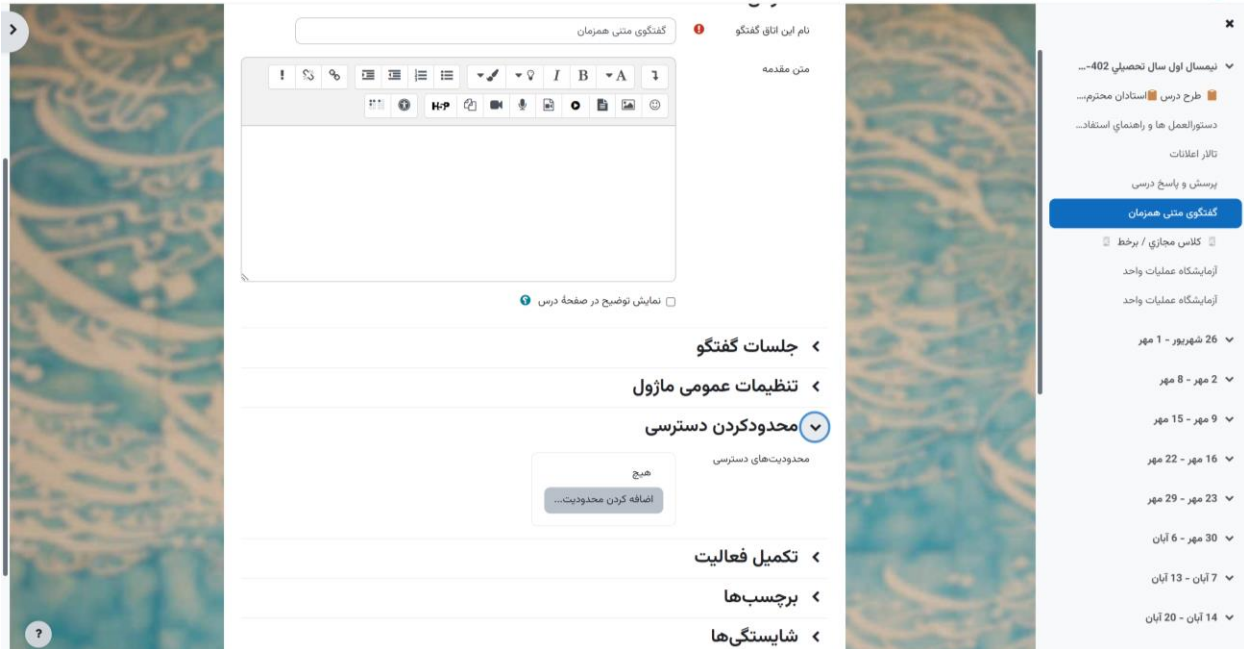 نیمسال اول سال تحصیلي 402-...
طرح درس استادان محترم....
دستورالعمل ها و راهنماي استفاد...
تالار اعلانات
پرسش و پاسخ درسی
گفتگوی متنی همزمان
کلاس مجازي / برخط
آزمایشکاه عملیات واحد
آزمایشگاه عملیات واحد
26 شهریور - 1 مهر
2 مهر - 8 مهر
9 مهر - 15 مهر
16 مهر - 22 مهر
23 مهر - 29 مهر
30 مهر - 6 آبان
7 آبان - 13 آبان
14 آبان - 20 آبان
نام این اتاق گفتگو
گفتگوی متنی همزمان
متن مقدمه
A B I
H-P
نمایش توضیح در صفحهٔ درس
جلسات گفتگو
تنظیمات عمومی ماژول
محدودکردن دسترسی
محدودیت‌های دسترسی
هیچ
اضافه کردن محدودیت...
تکمیل فعالیت
برچسب‌ها
شایستگی‌ها